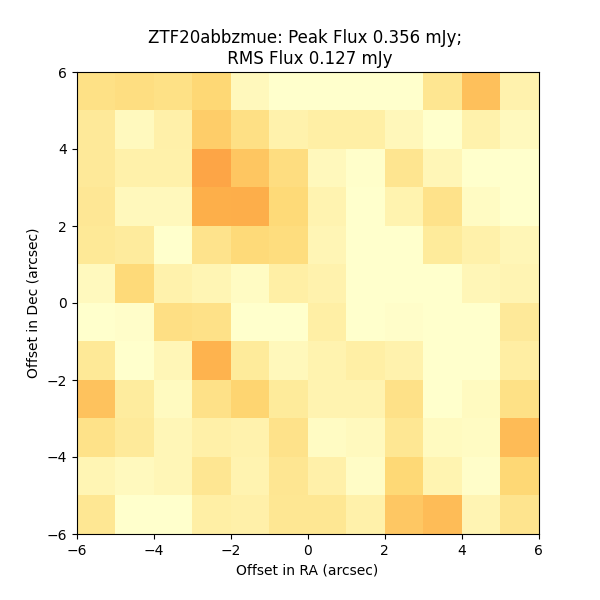 ZTF20abbzmue: Peak Flux 0.356 mJy;
RMS Flux 0.127 mJy
6
4
2
0
−2
−4
−6
Offset in Dec (arcsec)
−6 −4 −2 0 2 4 6
Offset in RA (arcsec)